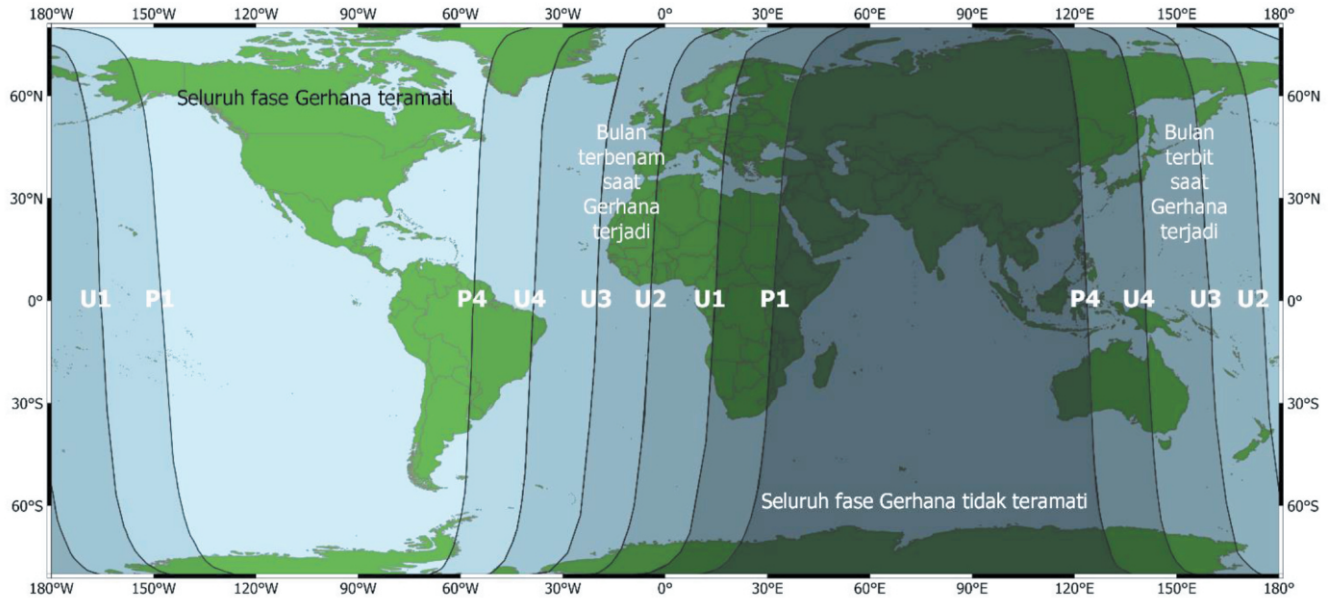 180° 150°W 120°W 90°W 60°W 30°W 0° 30°E 60°E 90°E 120°E 150°E 180°
60°N 60°N
Seluruh fase Gerhana teramati
Bulan
terbenam
saat
Gerhana
terjadi
Bulan
terbit
saat
Gerhana
terjadi
30°N 30°N
0° U1 P1 P4 U4 U3 U2 U1 P1 P4 U4 U3 U2 0°
30°S 30°S
60°S 60°S
Seluruh fase Gerhana tidak teramati
180° 150°W 120°W 90°W 60°W 30°W 0° 30°E 60°E 90°E 120°E 150°E 180°